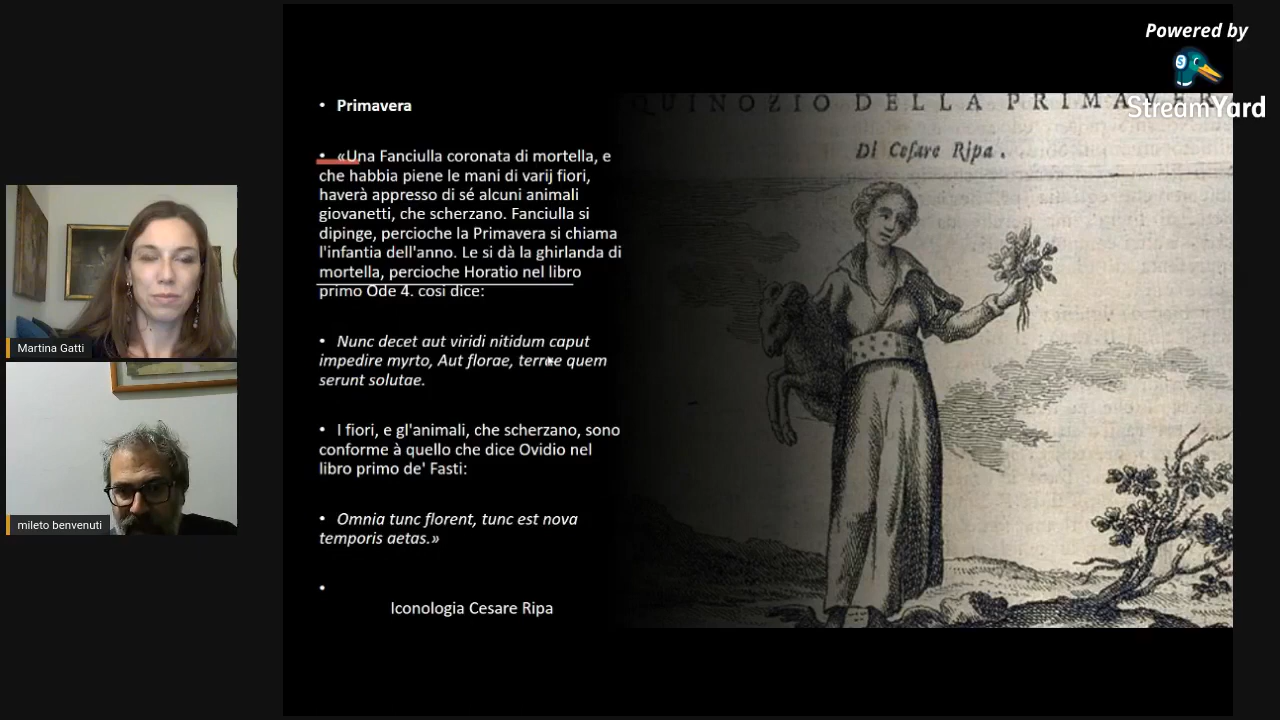 Powered by
StreamYard
• Primavera
• «Una Fanciulla coronata di mortella, e
che habbia piene le mani di varij fiori,
haverà appresso di sé alcuni animali
giovanetti, che scherzano. Fanciulla si
dipinge, percioche la Primavera si chiama
l'infantia dell'anno. Le si dà la ghirlanda di
mortella, percioche Horatio nel libro
primo Ode 4. cosi dice:
• Nunc decet aut viridi nitidum caput
impedire myrto, Aut florae, terrae quem
serunt solutae.
• I fiori, e gl'animali, che scherzano, sono
conforme à quello che dice Ovidio nel
libro primo de' Fasti:
• Omnia tunc florent, tunc est nova
temporis aetas.»
•
Iconologia Cesare Ripa
QUINOZIO DELLA PRIMAVER
Di Cesare Ripa.
Martina Gatti
mileto benvenuti